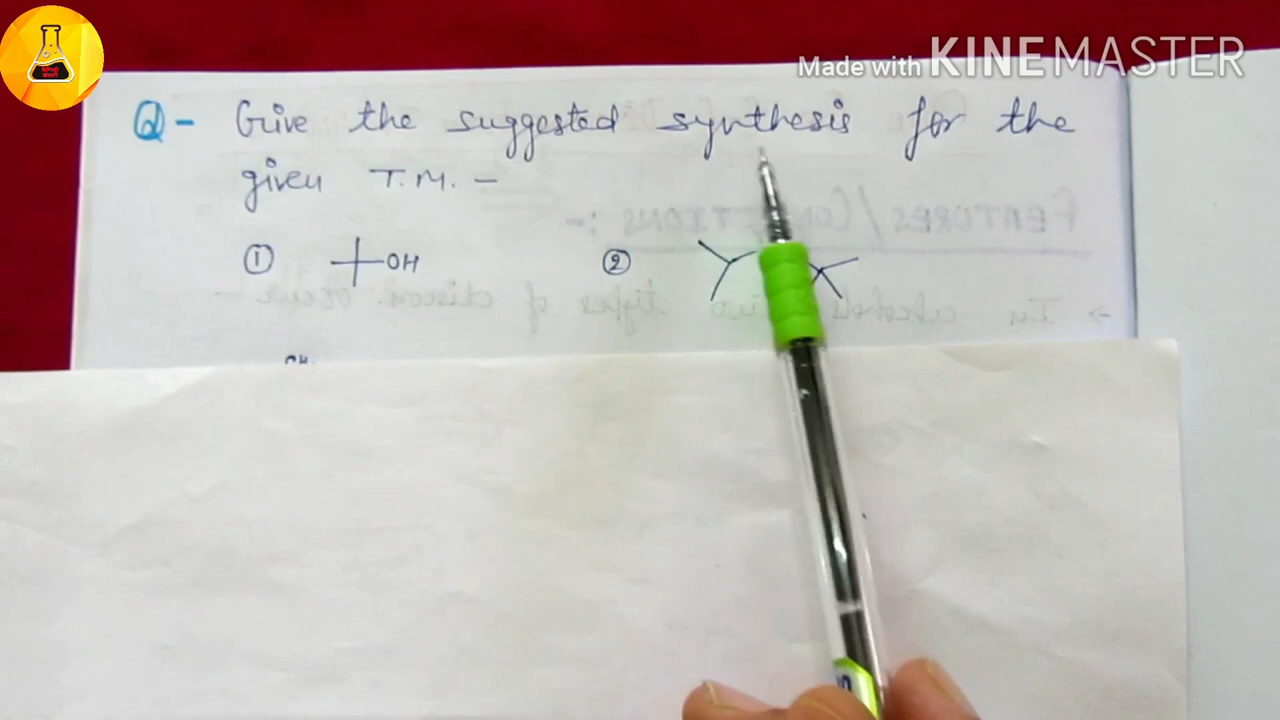 Made with KINEMASTER
Q- Give the suggested synthesis for the
given T.M. -
① OH ②